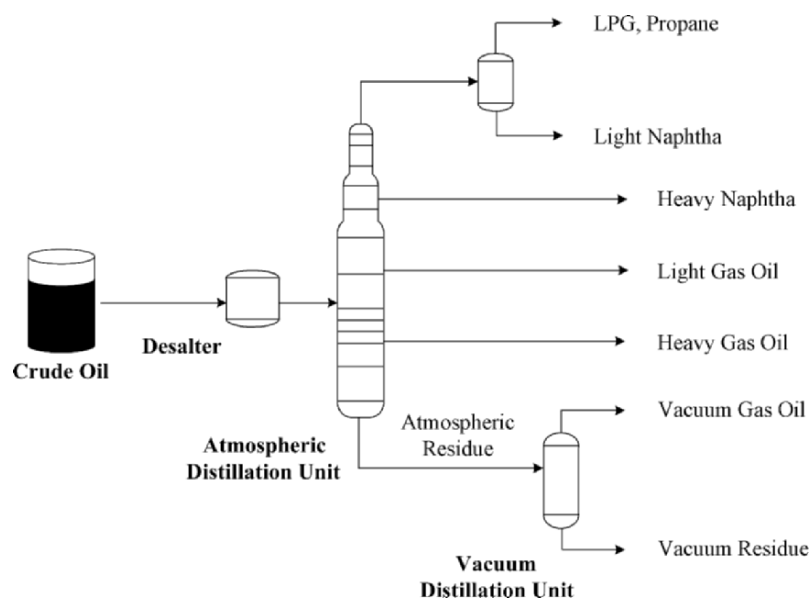 LPG, Propane
Light Naphtha
Heavy Naphtha
Light Gas Oil
Desalter
Heavy Gas Oil
Crude Oil
Vacuum Gas Oil
Atmospheric
Residue
Atmospheric
Distillation Unit
Vacuum Residue
Vacuum
Distillation Unit